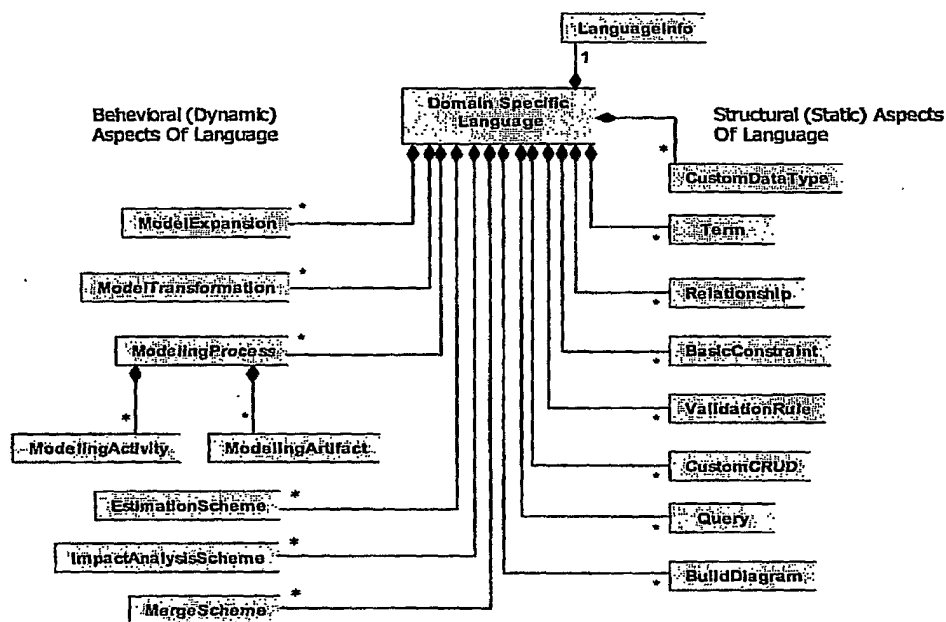 LanguageInfo
1
Domain Specific
Language
Behavioral (Dynamic)
Aspects Of Language
Structural (Static) Aspects
Of Language
*
CustomDataType
*
ModelExpansion
Term
*
*
ModelTransformation
Relationship
*
*
ModelingProcess
BasicConstraint
*
*
*
ValidationRule
*
ModelingActivity
ModelingArtifact
CustomCRUD
*
*
EstimationScheme
Query
*
*
ImpactAnalysisScheme
BuildDiagram
*
*
MergeScheme